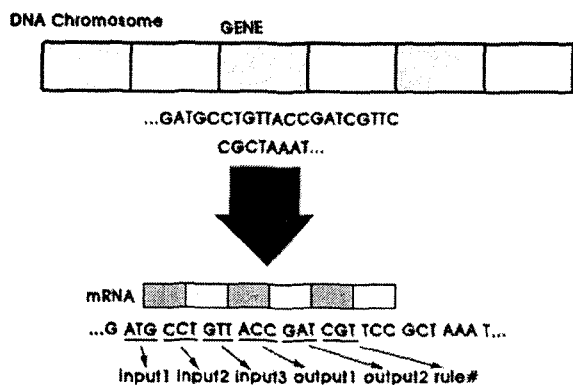 DNA Chromosome
GENE
...GATGCCTGTTACCGATCGTTC
CGCTAAAT...
mRNA
...G ATG CCT GTT ACC GAT CGT TCC GCT AAA T...
input1 input2 input3 output1 output2 rule#